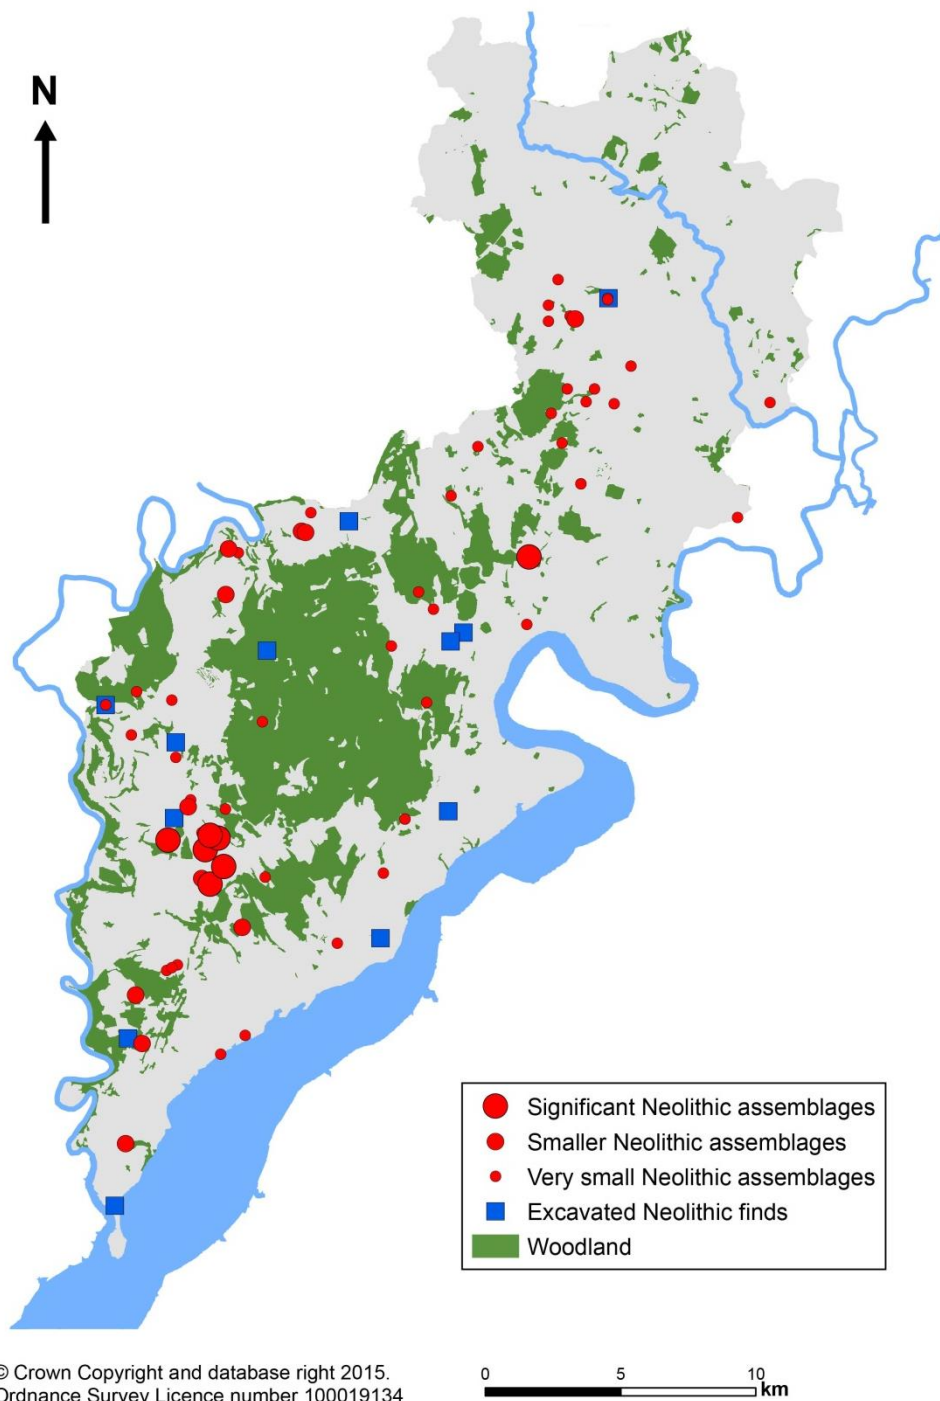 N
Significant Neolithic assemblages
Smaller Neolithic assemblages
Very small Neolithic assemblages
Excavated Neolithic finds
Woodland
© Crown Copyright and database right 2015.
Ordnance Survey Licence number 100019134
0 5 10
km